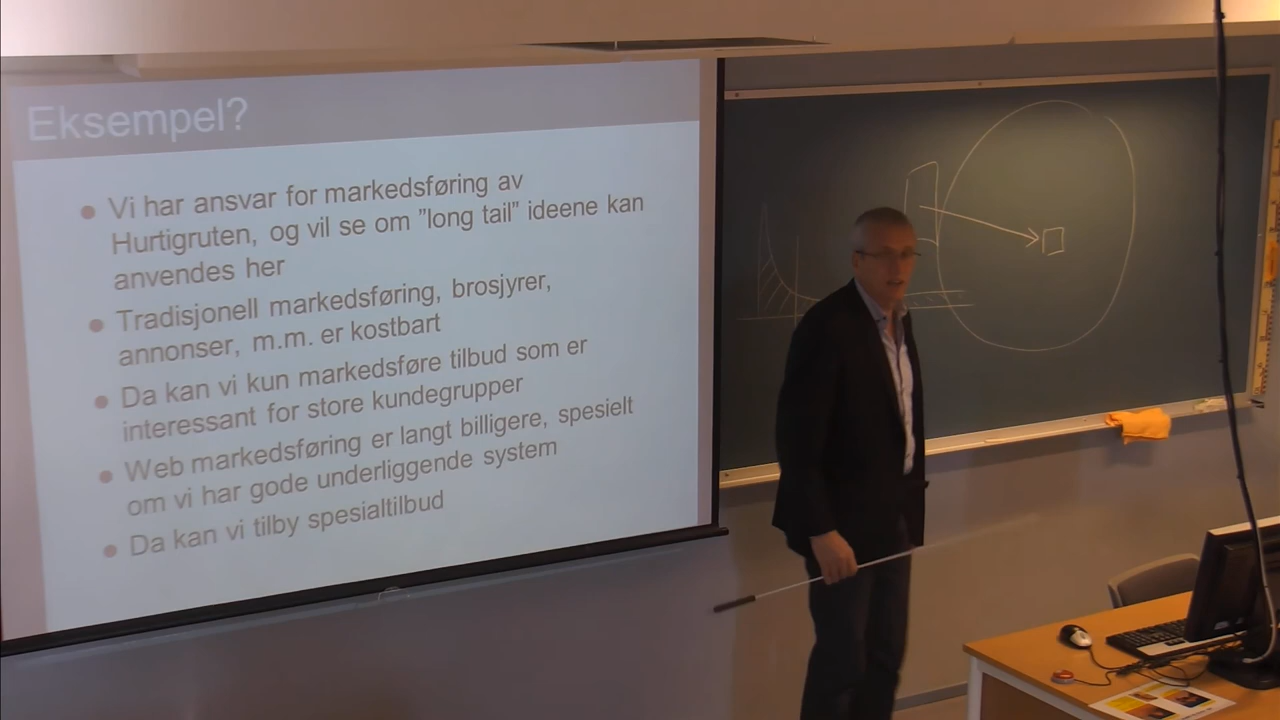 Eksempel?
Vi har ansvar for markedsføring av
Hurtigruten, og vil se om ”long tail” ideene kan
anvendes her
Tradisjonell markedsføring, brosjyrer,
annonser, m.m. er kostbart
Da kan vi kun markedsføre tilbud som er
interessant for store kundegrupper
Web markedsføring er langt billigere, spesielt
om vi har gode underliggende system
Da kan vi tilby spesialtilbud